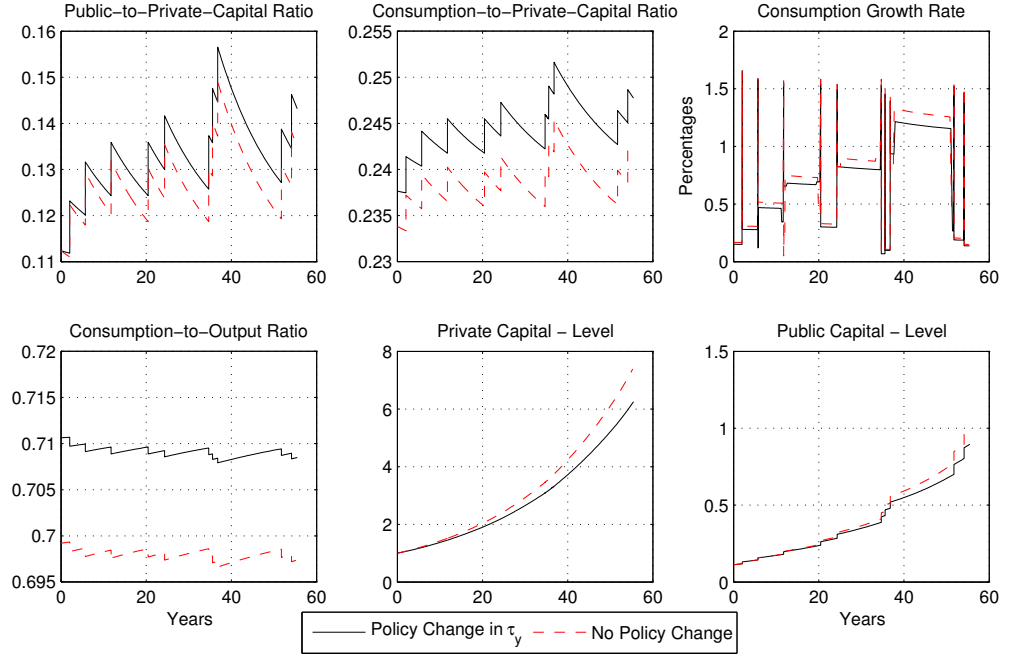 Public−to−Private−Capital Ratio
0.16
0.15
0.14
0.13
0.12
0.11
0 20 40 60
Consumption−to−Private−Capital Ratio
0.255
0.25
0.245
0.24
0.235
0.23
0 20 40 60
Consumption Growth Rate
Percentages
2
1.5
1
0.5
0
0 20 40 60
Consumption−to−Output Ratio
0.72
0.715
0.71
0.705
0.7
0.695
0 20 40 60
Years
Private Capital − Level
8
6
4
2
0
0 20 40 60
Public Capital − Level
1.5
1
0.5
0
0 20 40 60
Years
Policy Change in τy
No Policy Change